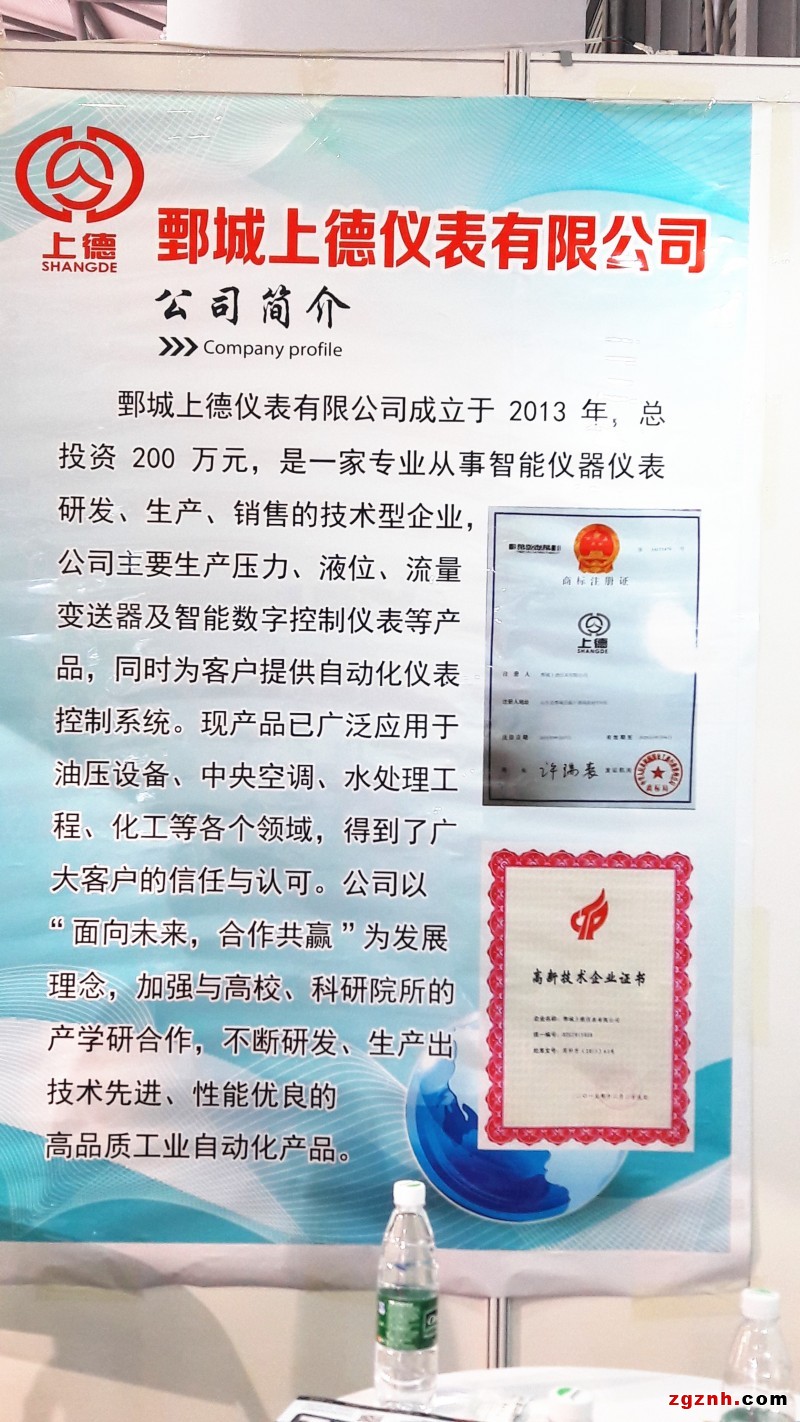 上德
SHANGDE
鄄城上德仪表有限公司
公司简介
Company profile
鄄城上德仪表有限公司成立于 2013 年，总
投资 200 万元，是一家专业从事智能仪器仪表
研发、生产、销售的技术型企业，
公司主要生产压力、液位、流量
变送器及智能数字控制仪表等产
品，同时为客户提供自动化仪表
控制系统。现产品已广泛应用于
油压设备、中央空调、水处理工
程、化工等各个领域，得到了广
大客户的信任与认可。公司以
“面向未来，合作共赢”为发展
理念，加强与高校、科研院所的
产学研合作，不断研发、生产出
技术先进、性能优良的
高品质工业自动化产品。
商标注册证
上德
SHANGDE
注册人
注册人地址
高新技术企业证书
zgznh.com